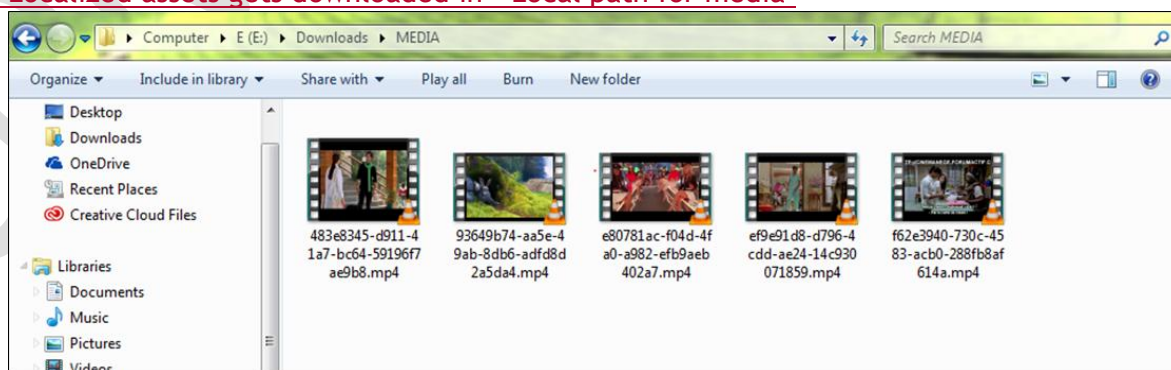 Localized assets gets downloaded in "Local path for media"
Computer ▸ E (E:) ▸ Downloads ▸ MEDIA
Search MEDIA
Organize Include in library Share with Play all Burn New folder
Desktop
Downloads
OneDrive
Recent Places
Creative Cloud Files
Libraries
Documents
Music
Pictures
Videos
483e8345-d911-4
1a7-bc64-59196f7
ae9b8.mp4
93649b74-aa5e-4
9ab-8db6-adfd8d
2a5da4.mp4
e80781ac-f04d-4f
a0-a982-efb9aeb
402a7.mp4
ef9e91d8-d796-4
cdd-ae24-14c930
071859.mp4
f62e3940-730c-45
83-acb0-288fb8af
614a.mp4